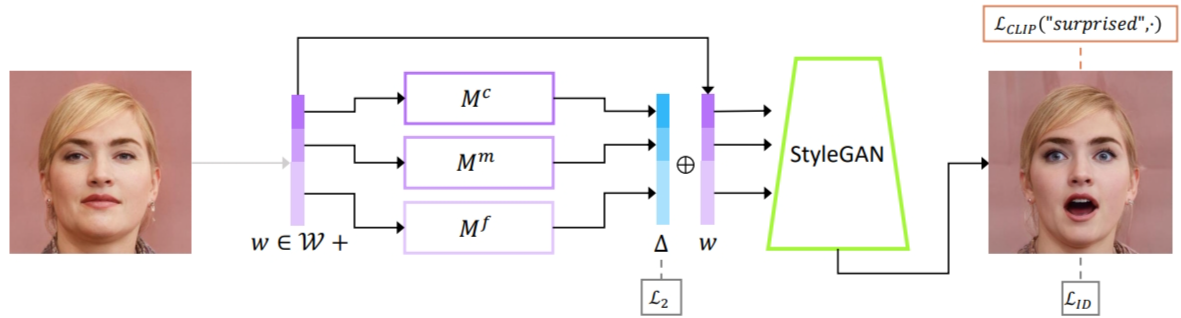 ℒ_CLIP("surprised",·)
M^c
M^m
StyleGAN
M^f
⊕
w ∈ 𝒲 +
Δ
w
ℒ_2
ℒ_ID